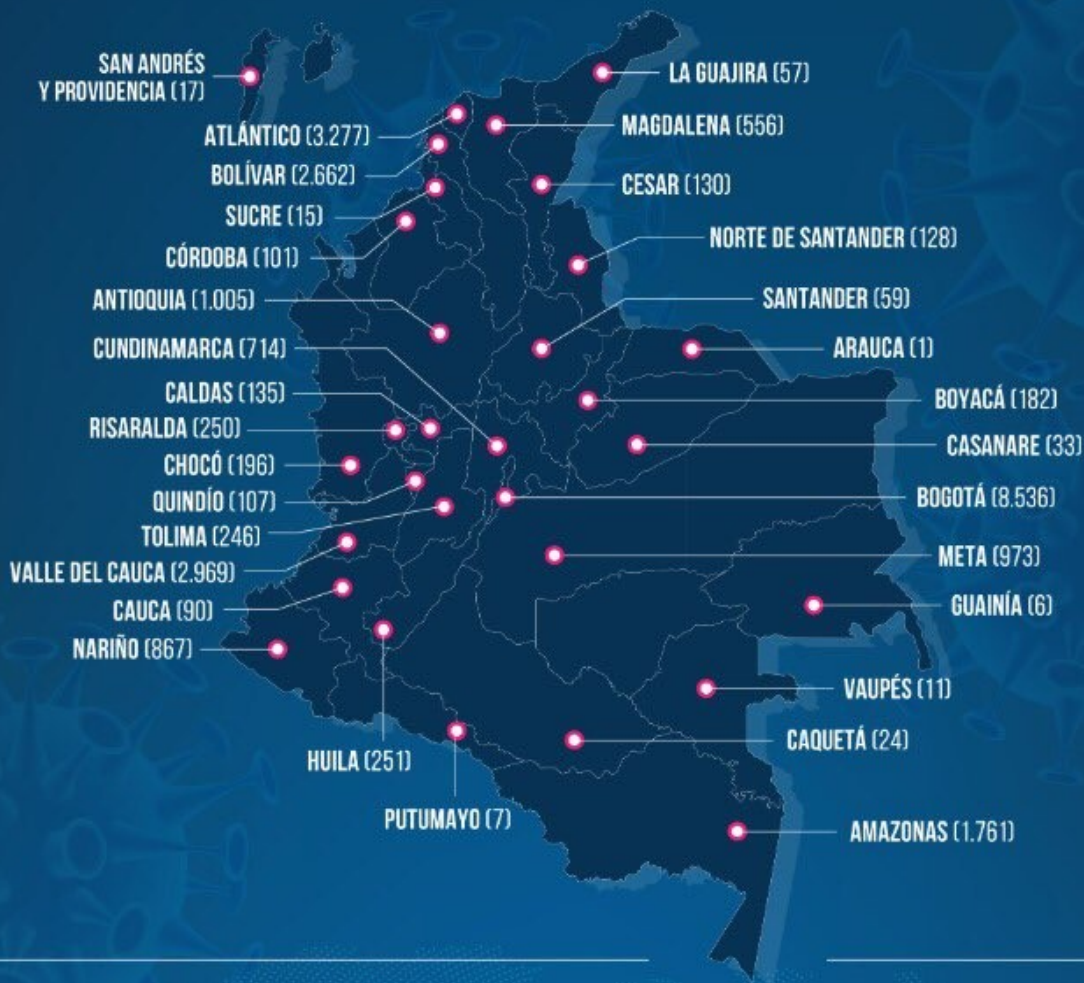 SAN ANDRÉS
Y PROVIDENCIA (17)
ATLÁNTICO (3.277)
BOLÍVAR (2.662)
SUCRE (15)
CÓRDOBA (101)
ANTIOQUIA (1.005)
CUNDINAMARCA (714)
CALDAS (135)
RISARALDA (250)
CHOCÓ (196)
QUINDÍO (107)
TOLIMA (246)
VALLE DEL CAUCA (2.969)
CAUCA (90)
NARIÑO (867)
HUILA (251)
PUTUMAYO (7)
LA GUAJIRA (57)
MAGDALENA (556)
CESAR (130)
NORTE DE SANTANDER (128)
SANTANDER (59)
ARAUCA (1)
BOYACÁ (182)
CASANARE (33)
BOGOTÁ (8.536)
META (973)
GUAINÍA (6)
VAUPÉS (11)
CAQUETÁ (24)
AMAZONAS (1.761)